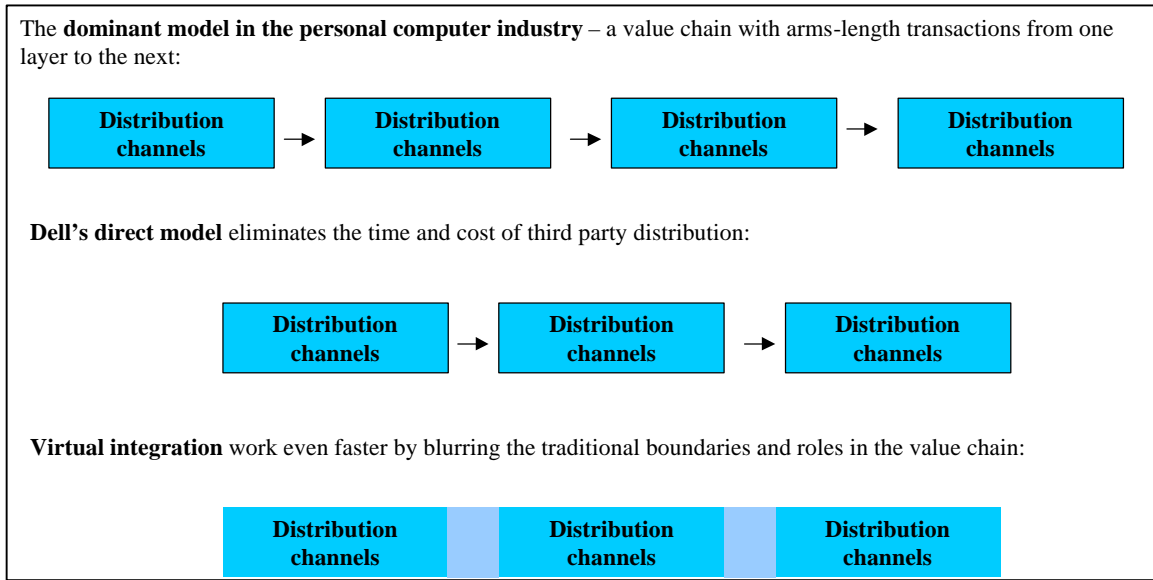 The dominant model in the personal computer industry – a value chain with arms-length transactions from one
layer to the next:
Distribution channels
Distribution channels
Distribution channels
Distribution channels
Dell’s direct model eliminates the time and cost of third party distribution:
Distribution channels
Distribution channels
Distribution channels
Virtual integration work even faster by blurring the traditional boundaries and roles in the value chain:
Distribution channels
Distribution channels
Distribution channels